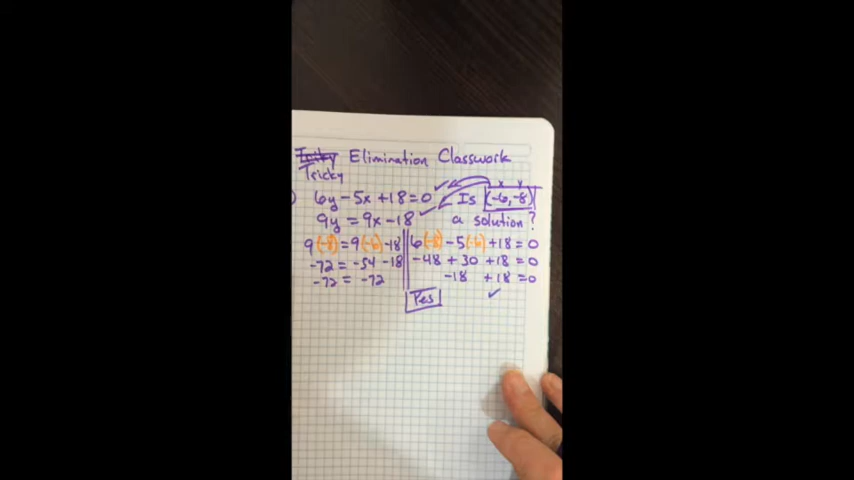 Elimination Classwork
Tricky
6y - 5x + 18 = 0 ✓ Is (-6, -8)
x y
9y = 9x - 18 ✓ a solution?
9(-8) = 9(-6) - 18
-72 = -54 - 18
-72 = -72
6(-8) - 5(-6) + 18 = 0
-48 + 30 + 18 = 0
-18 + 18 = 0
✓
Yes